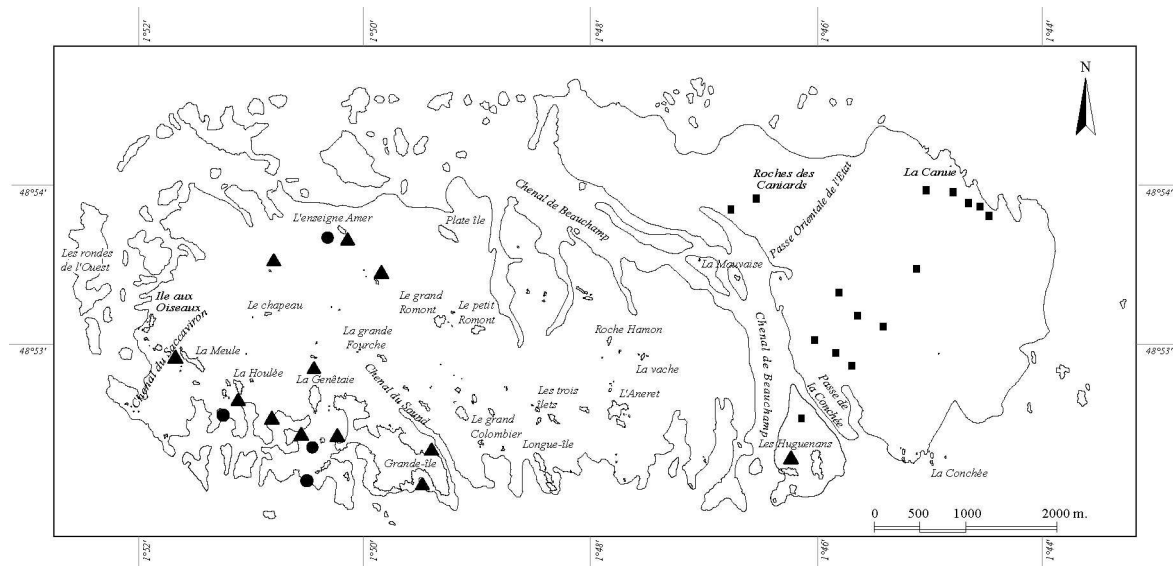 1°52'
1°50'
1°48'
1°46'
1°44'
N
48°54'
48°54'
Roches des
Caniards
La Canue
Passe Orientale de l'Etat
Chenal de Beauchamp
L'enseigne Amer
Plate île
Les rondes
de l'Ouest
La Mauvaise
Ile aux
Oiseaux
Le chapeau
Le grand
Romont
Le petit
Romont
La grande
Fourche
Roche Hamon
48°53'
48°53'
Chenal du Saccaviron
La Meule
La vache
La Houlée
La Genêtaie
Chenal du Sound
Les trois
îlets
L'Aneret
Chenal de Beauchamp
Passe de
la Conchée
Le grand
Colombier
Longue-île
Les Huguenans
Grande-île
La Conchée
0 500 1000 2000 m.
1°52'
1°50'
1°48'
1°46'
1°44'